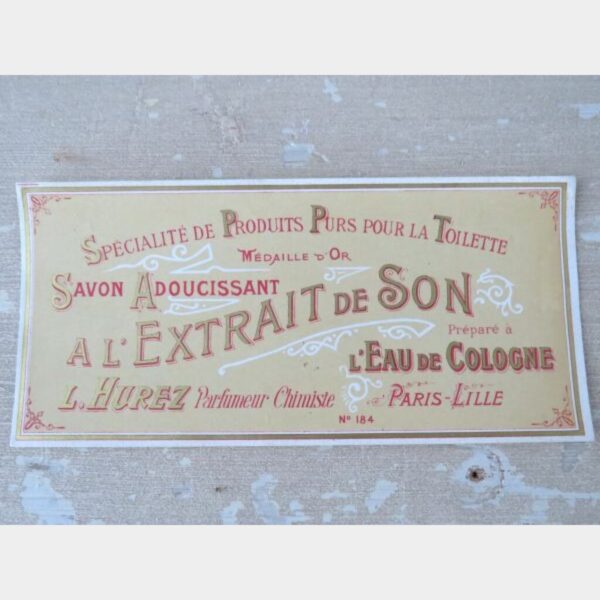 SPÉCIALITÉ DE PRODUITS PURS POUR LA TOILETTE
MÉDAILLE D'OR
SAVON ADOUCISSANT
A L'EXTRAIT DE SON
Préparé à
L'EAU DE COLOGNE
L. HUREZ Parfumeur-Chimiste PARIS-LILLE
Nº 184